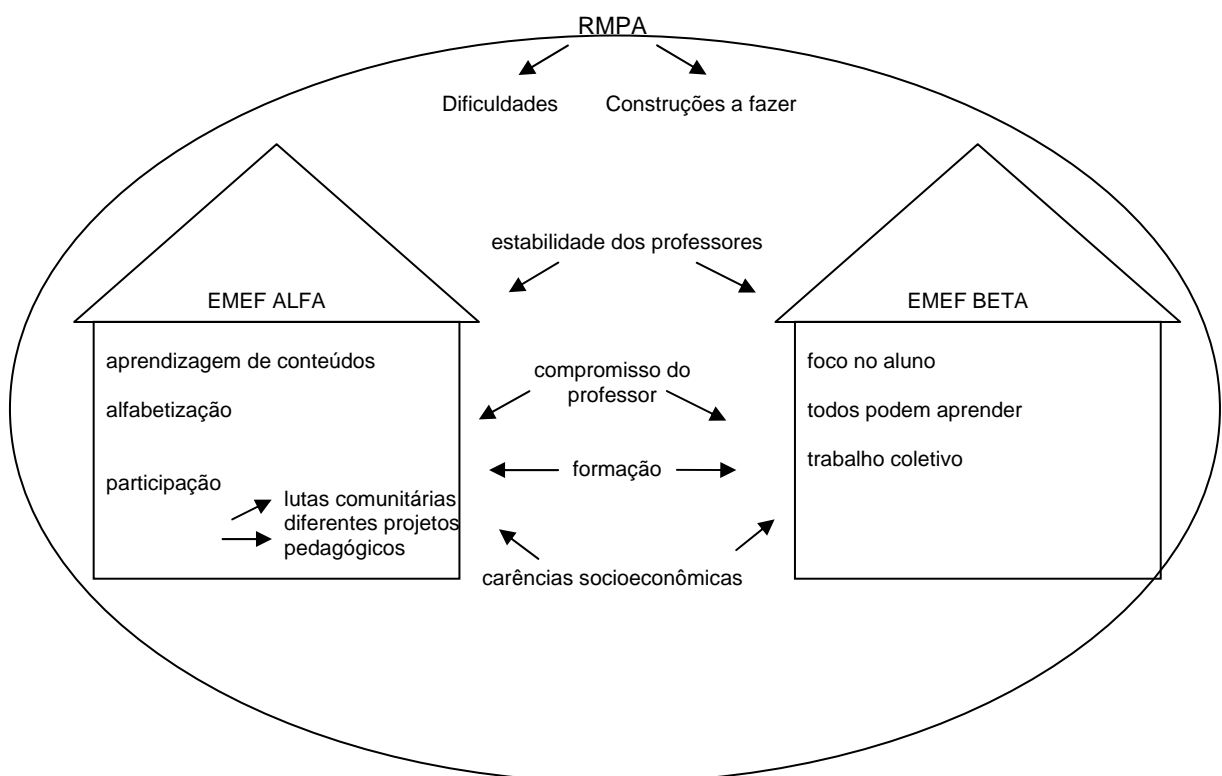 RMPA
Dificuldades
Construções a fazer
estabilidade dos professores
EMEF ALFA
EMEF BETA
aprendizagem de conteúdos
alfabetização
participação
lutas comunitárias
diferentes projetos
pedagógicos
compromisso do
professor
formação
carências socioeconômicas
foco no aluno
todos podem aprender
trabalho coletivo